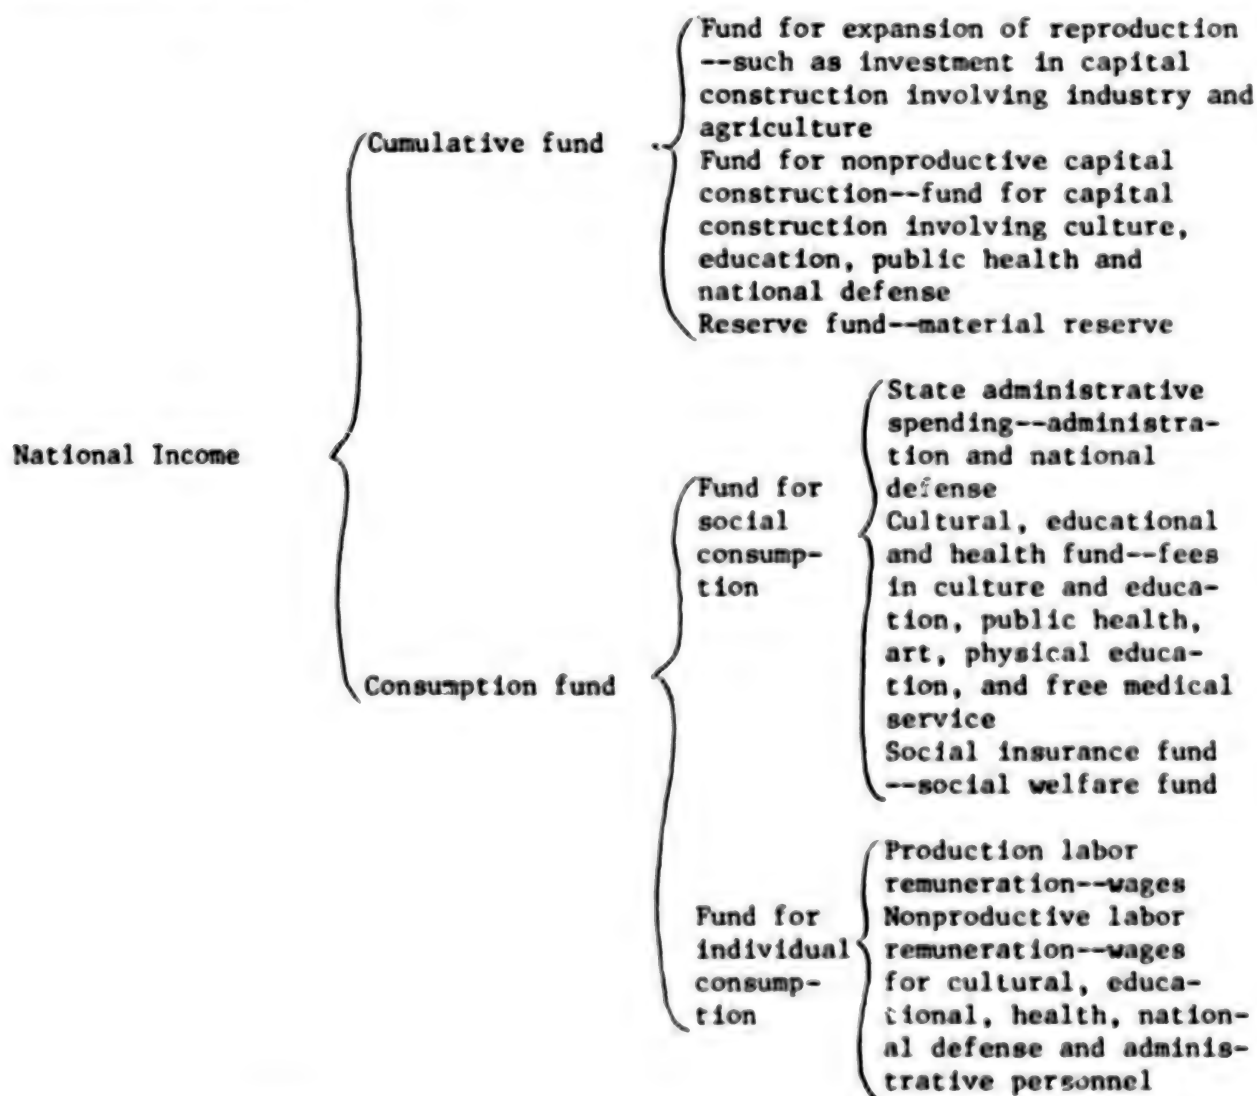 National Income
Cumulative fund
Fund for expansion of reproduction
--such as investment in capital
construction involving industry and
agriculture
Fund for nonproductive capital
construction--fund for capital
construction involving culture,
education, public health and
national defense
Reserve fund--material reserve
Consumption fund
Fund for
social
consump-
tion
State administrative
spending--administra-
tion and national
defense
Cultural, educational
and health fund--fees
in culture and educa-
tion, public health,
art, physical educa-
tion, and free medical
service
Social insurance fund
--social welfare fund
Fund for
individual
consump-
tion
Production labor
remuneration--wages
Nonproductive labor
remuneration--wages
for cultural, educa-
tional, health, nation-
al defense and adminis-
trative personnel